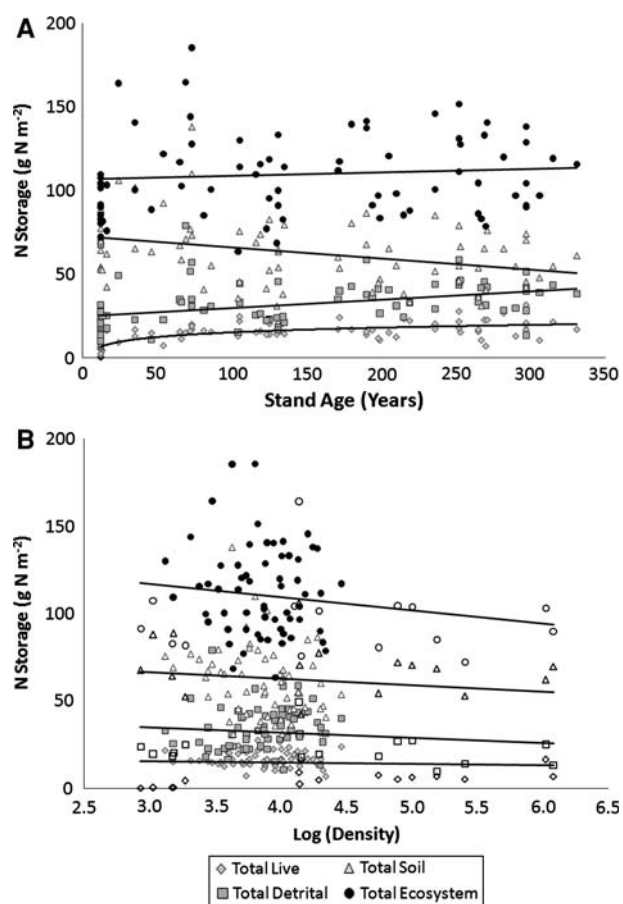 A
200
150
100
50
0
N Storage (g N m-2)
0 50 100 150 200 250 300 350
Stand Age (Years)
B
200
150
100
50
0
N Storage (g N m-2)
2.5 3.0 3.5 4.0 4.5 5.0 5.5 6.0 6.5
Log (Density)
Total Live Total Soil
Total Detrital Total Ecosystem